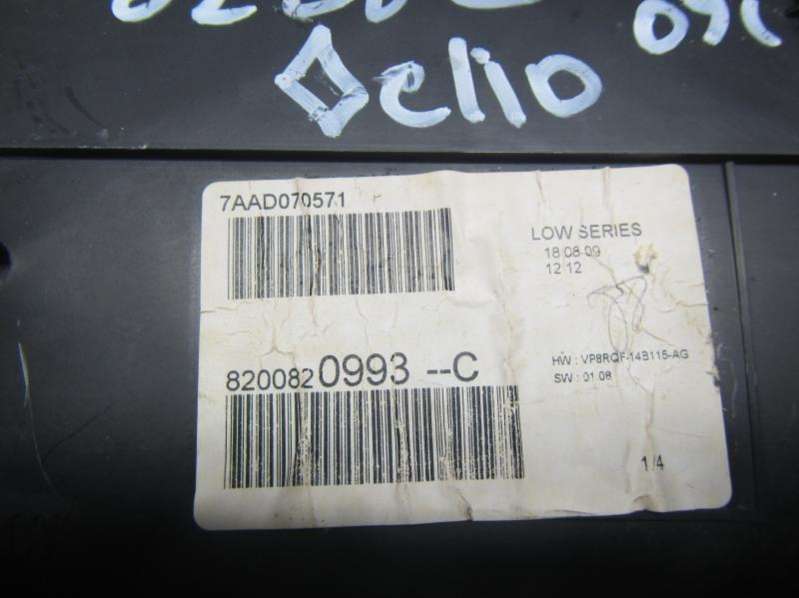 clio
7AAD070571
LOW SERIES
18 08 09
12 12
8200820993 --C
HW : VP8RQF-14B115-AG
SW : 01.08
1/4